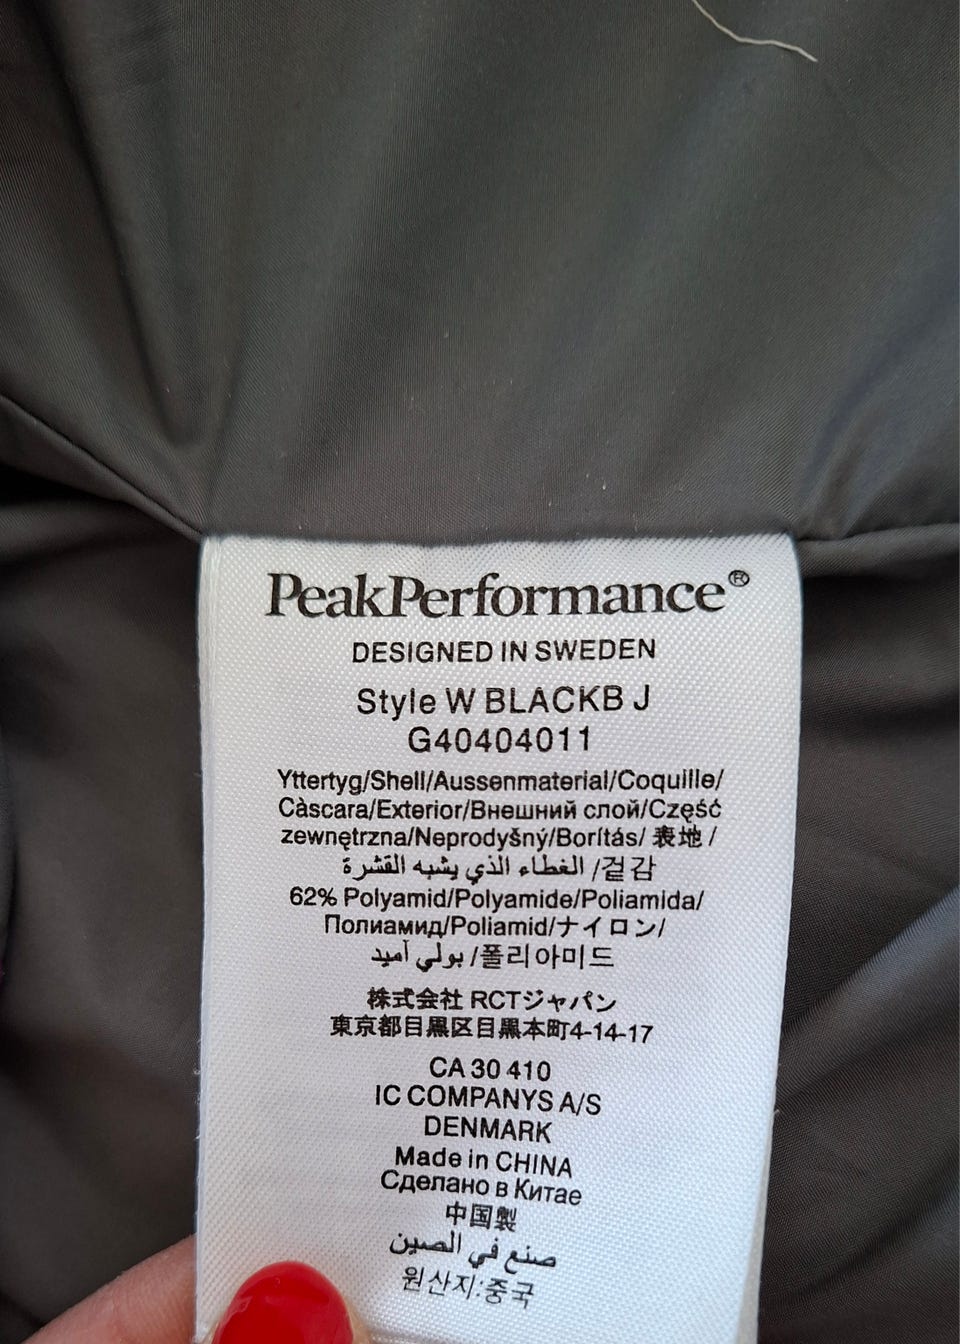 PeakPerformance®
DESIGNED IN SWEDEN
Style W BLACKB J
G40404011
Yttertyg/Shell/Aussenmaterial/Coquille/
Càscara/Exterior/Внешний слой/Część
zewnętrzna/Neprodyšný/Borítás/ 表地 /
걸감/ الغطاء الذي يشبه القشرة
62% Polyamid/Polyamide/Poliamida/
Полиамид/Poliamid/ナイロン/
폴리아미드/ بولي آميد
株式会社 RCTジャパン
東京都目黒区目黒本町4-14-17
CA 30 410
IC COMPANYS A/S
DENMARK
Made in CHINA
Сделано в Китае
中国製
صنع في الصين
원산지:중국